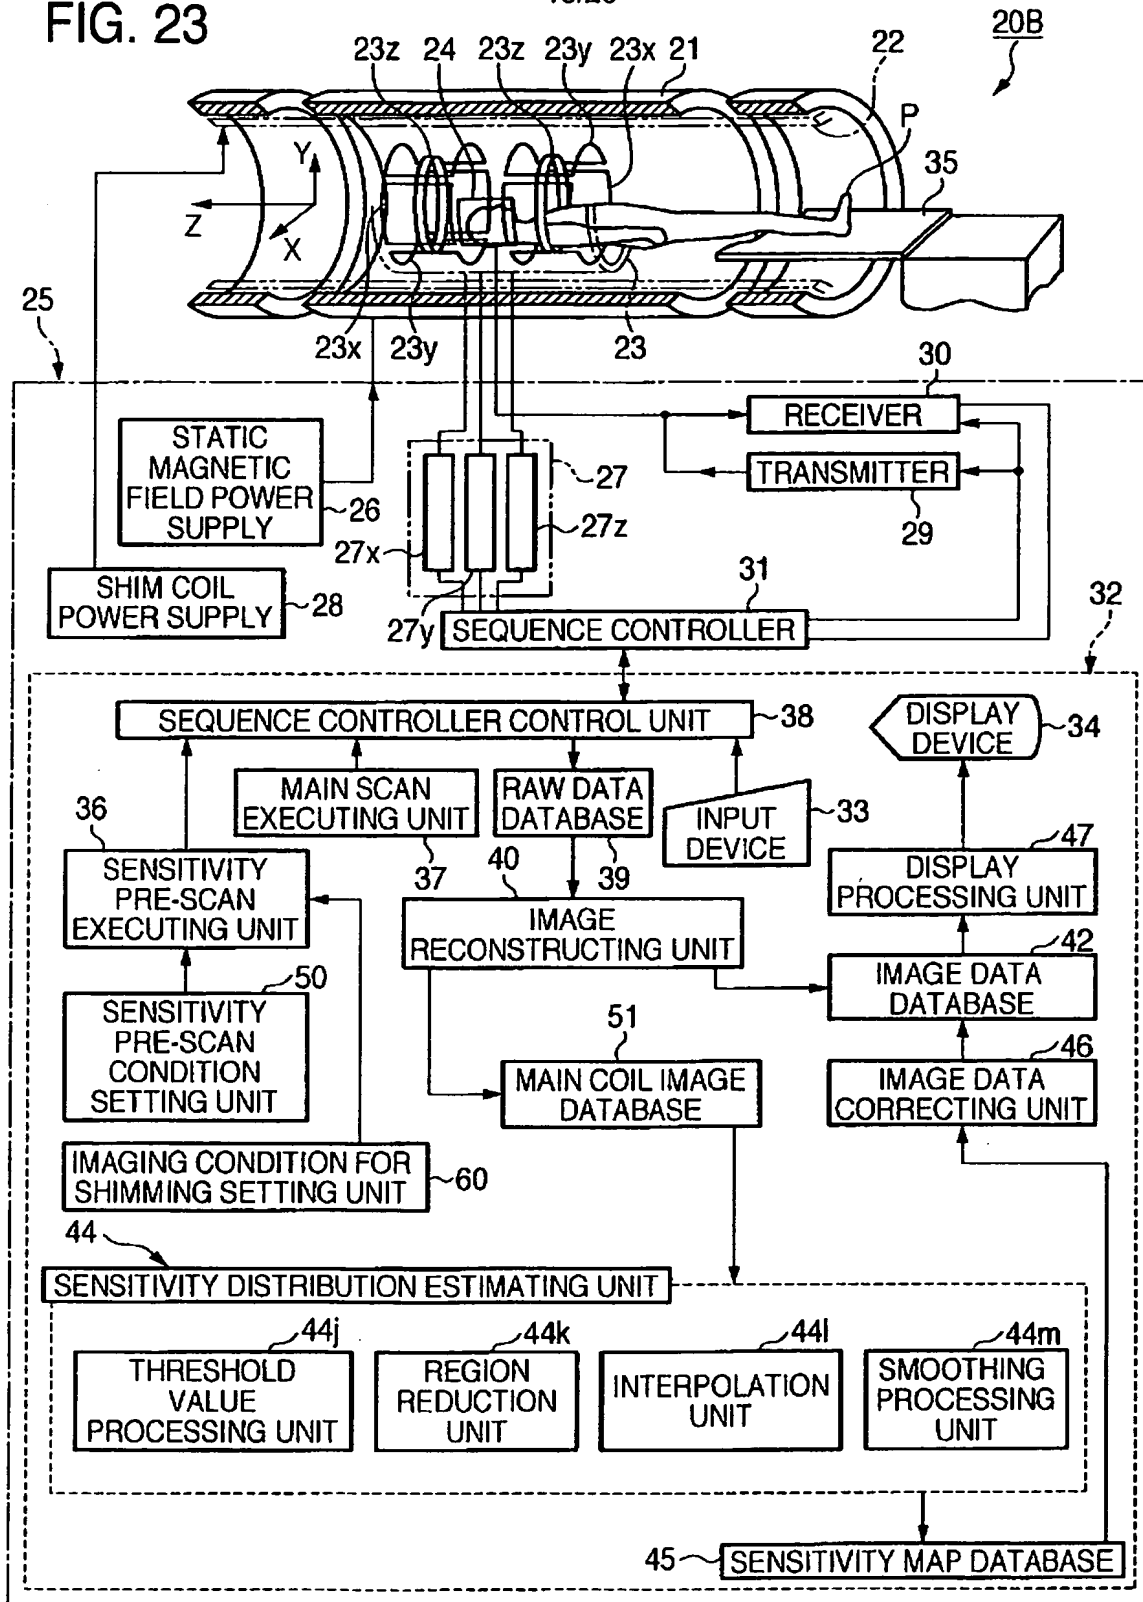 FIG. 23
20B
23z 24 23z 23y 23x 21
22
P
35
Y
Z
X
25
23x 23y 23
30
RECEIVER
STATIC
MAGNETIC
FIELD POWER
SUPPLY
26
27
TRANSMITTER
29
27x
27z
SHIM COIL
POWER SUPPLY
28
27y
31
SEQUENCE CONTROLLER
32
SEQUENCE CONTROLLER CONTROL UNIT
38
DISPLAY
DEVICE
34
MAIN SCAN
EXECUTING UNIT
37
RAW DATA
DATABASE
39
INPUT
DEVICE
33
36
SENSITIVITY
PRE-SCAN
EXECUTING UNIT
40
IMAGE
RECONSTRUCTING UNIT
47
DISPLAY
PROCESSING UNIT
42
IMAGE DATA
DATABASE
50
SENSITIVITY
PRE-SCAN
CONDITION
SETTING UNIT
51
MAIN COIL IMAGE
DATABASE
46
IMAGE DATA
CORRECTING UNIT
IMAGING CONDITION FOR
SHIMMING SETTING UNIT
60
44
SENSITIVITY DISTRIBUTION ESTIMATING UNIT
44j
THRESHOLD
VALUE
PROCESSING UNIT
44k
REGION
REDUCTION
UNIT
44l
INTERPOLATION
UNIT
44m
SMOOTHING
PROCESSING
UNIT
45
SENSITIVITY MAP DATABASE